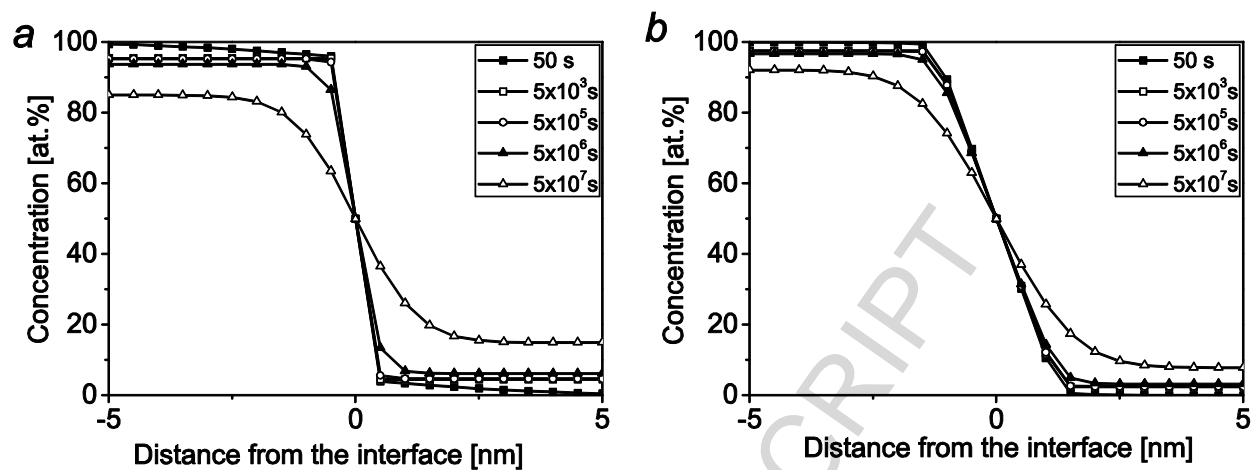 a
100
80
60
40
20
0
Concentration [at.%]
-5
0
5
Distance from the interface [nm]
50 s
5x10³s
5x10⁵s
5x10⁶s
5x10⁷s
b
100
80
60
40
20
0
Concentration [at.%]
-5
0
5
Distance from the interface [nm]
50 s
5x10³s
5x10⁵s
5x10⁶s
5x10⁷s
CRIPT